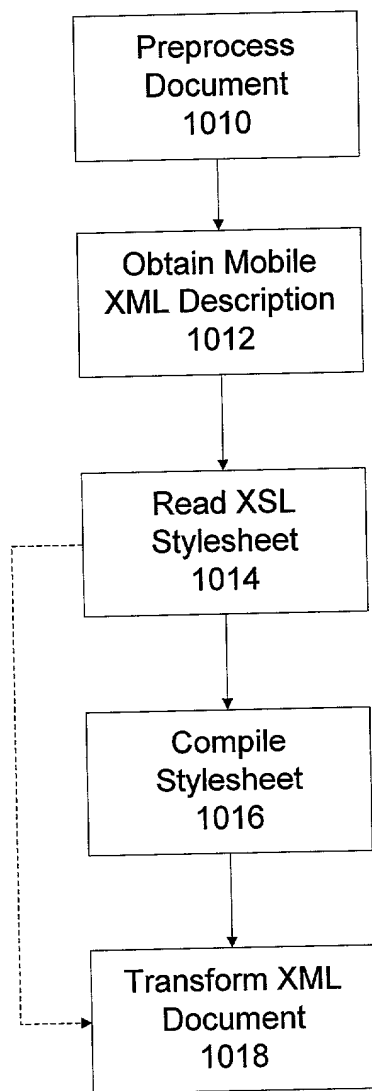 Preprocess
Document
1010
Obtain Mobile
XML Description
1012
Read XSL
Stylesheet
1014
Compile
Stylesheet
1016
Transform XML
Document
1018